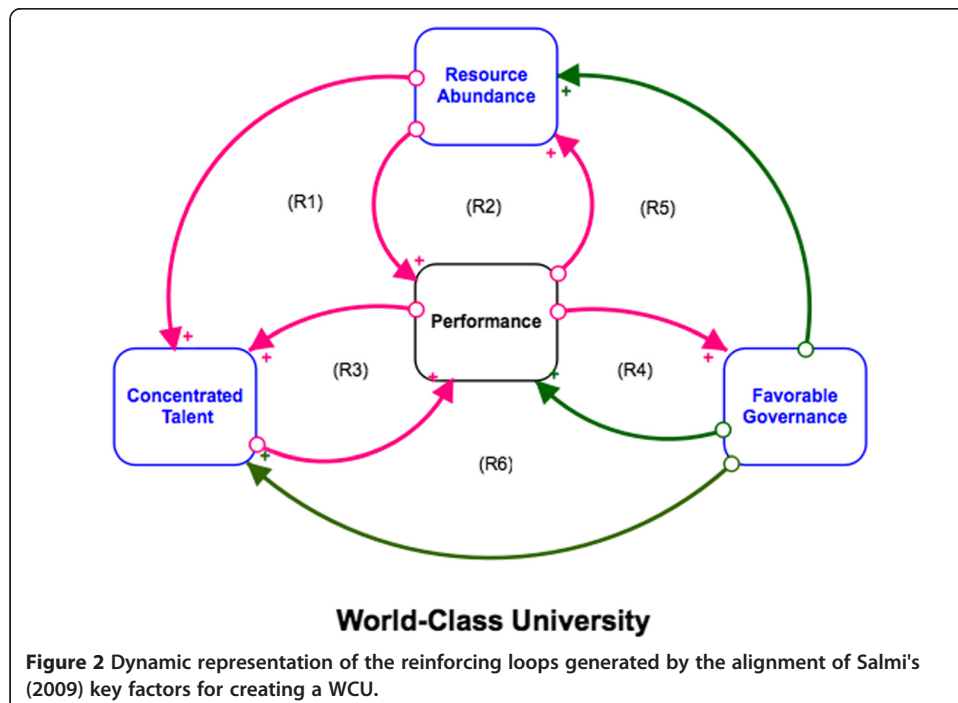 Resource
Abundance
+
+
(R1)
(R2)
(R5)
+
Performance
+
+
+
(R3)
(R4)
+
+
Concentrated
Talent
Favorable
Governance
+
(R6)
World-Class University
Figure 2 Dynamic representation of the reinforcing loops generated by the alignment of Salmi's
(2009) key factors for creating a WCU.